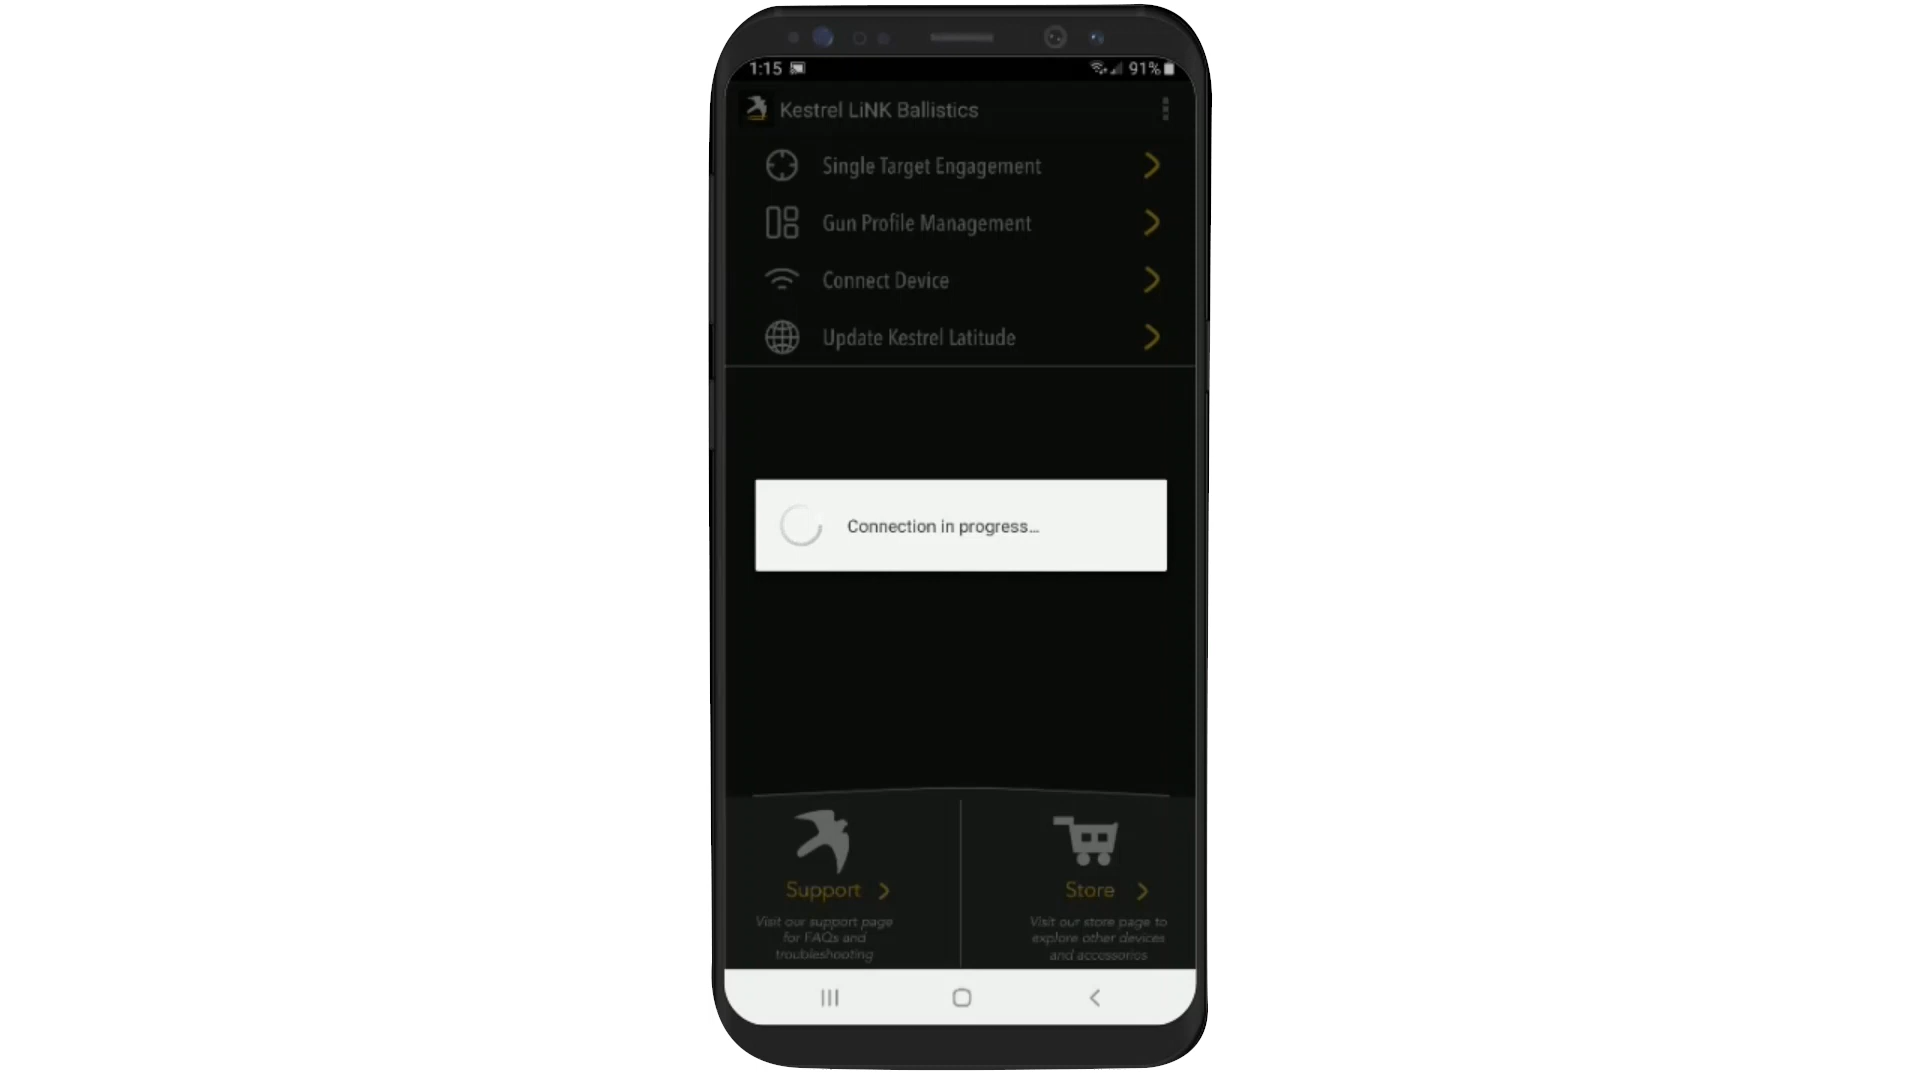 1:15
91%
Kestrel LiNK Ballistics
Single Target Engagement
Gun Profile Management
Connect Device
Update Kestrel Latitude
Connection in progress...
Support
Visit our support page
for FAQs and
troubleshooting
Store
Visit our store page to
explore other devices
and accessories